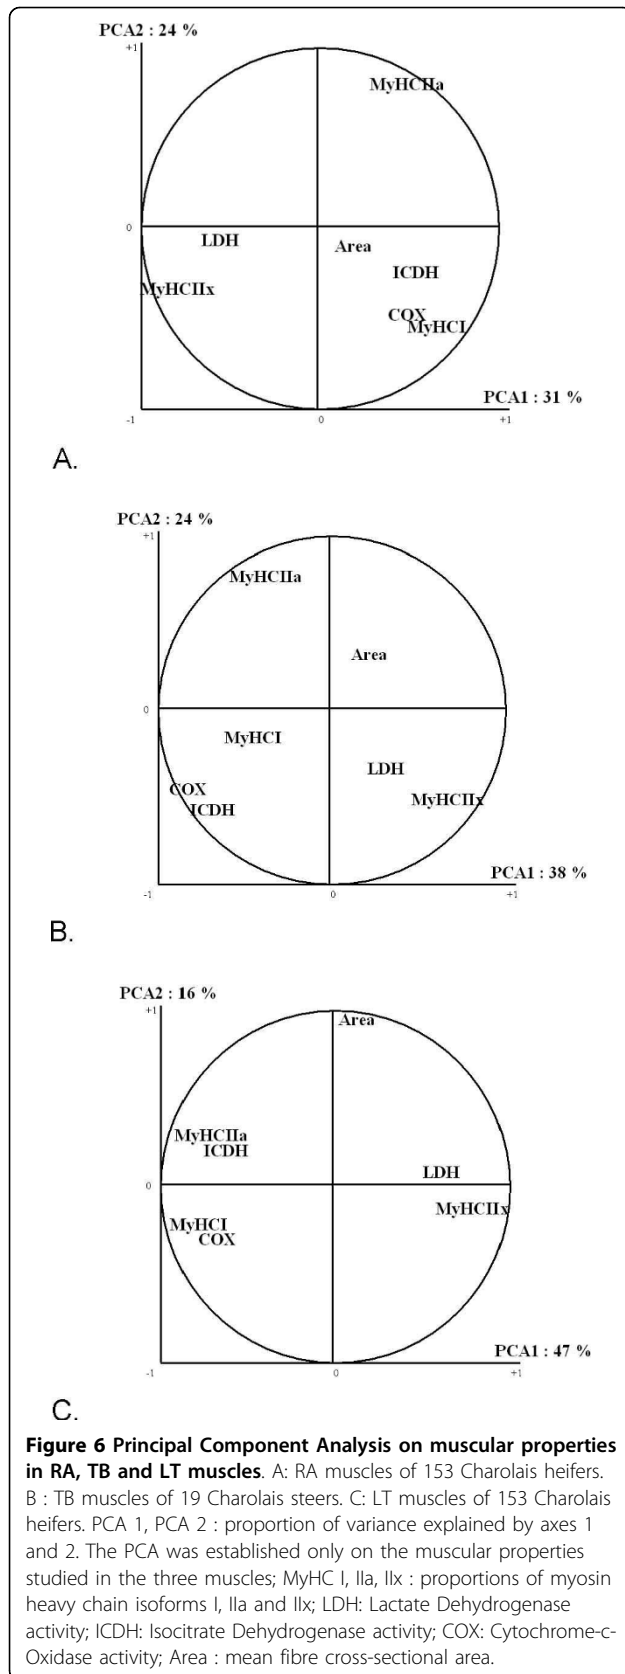 PCA2 : 24 %
+1
MyHCIIa
0
LDH
Area
ICDH
MyHCIIx
COX
MyHCI
PCA1 : 31 %
-1 0 +1
A.
PCA2 : 24 %
+1
MyHCIIa
Area
0
MyHCI
LDH
COX
MyHCIIx
ICDH
PCA1 : 38 %
-1 0 +1
B.
PCA2 : 16 %
+1
Area
MyHCIIa
ICDH
LDH
0
MyHCIIx
MyHCI
COX
PCA1 : 47 %
-1 0 +1
C.
Figure 6 Principal Component Analysis on muscular properties
in RA, TB and LT muscles. A: RA muscles of 153 Charolais heifers.
B : TB muscles of 19 Charolais steers. C: LT muscles of 153 Charolais
heifers. PCA 1, PCA 2 : proportion of variance explained by axes 1
and 2. The PCA was established only on the muscular properties
studied in the three muscles; MyHC I, IIa, IIx : proportions of myosin
heavy chain isoforms I, IIa and IIx; LDH: Lactate Dehydrogenase
activity; ICDH: Isocitrate Dehydrogenase activity; COX: Cytochrome-c-
Oxidase activity; Area : mean fibre cross-sectional area.